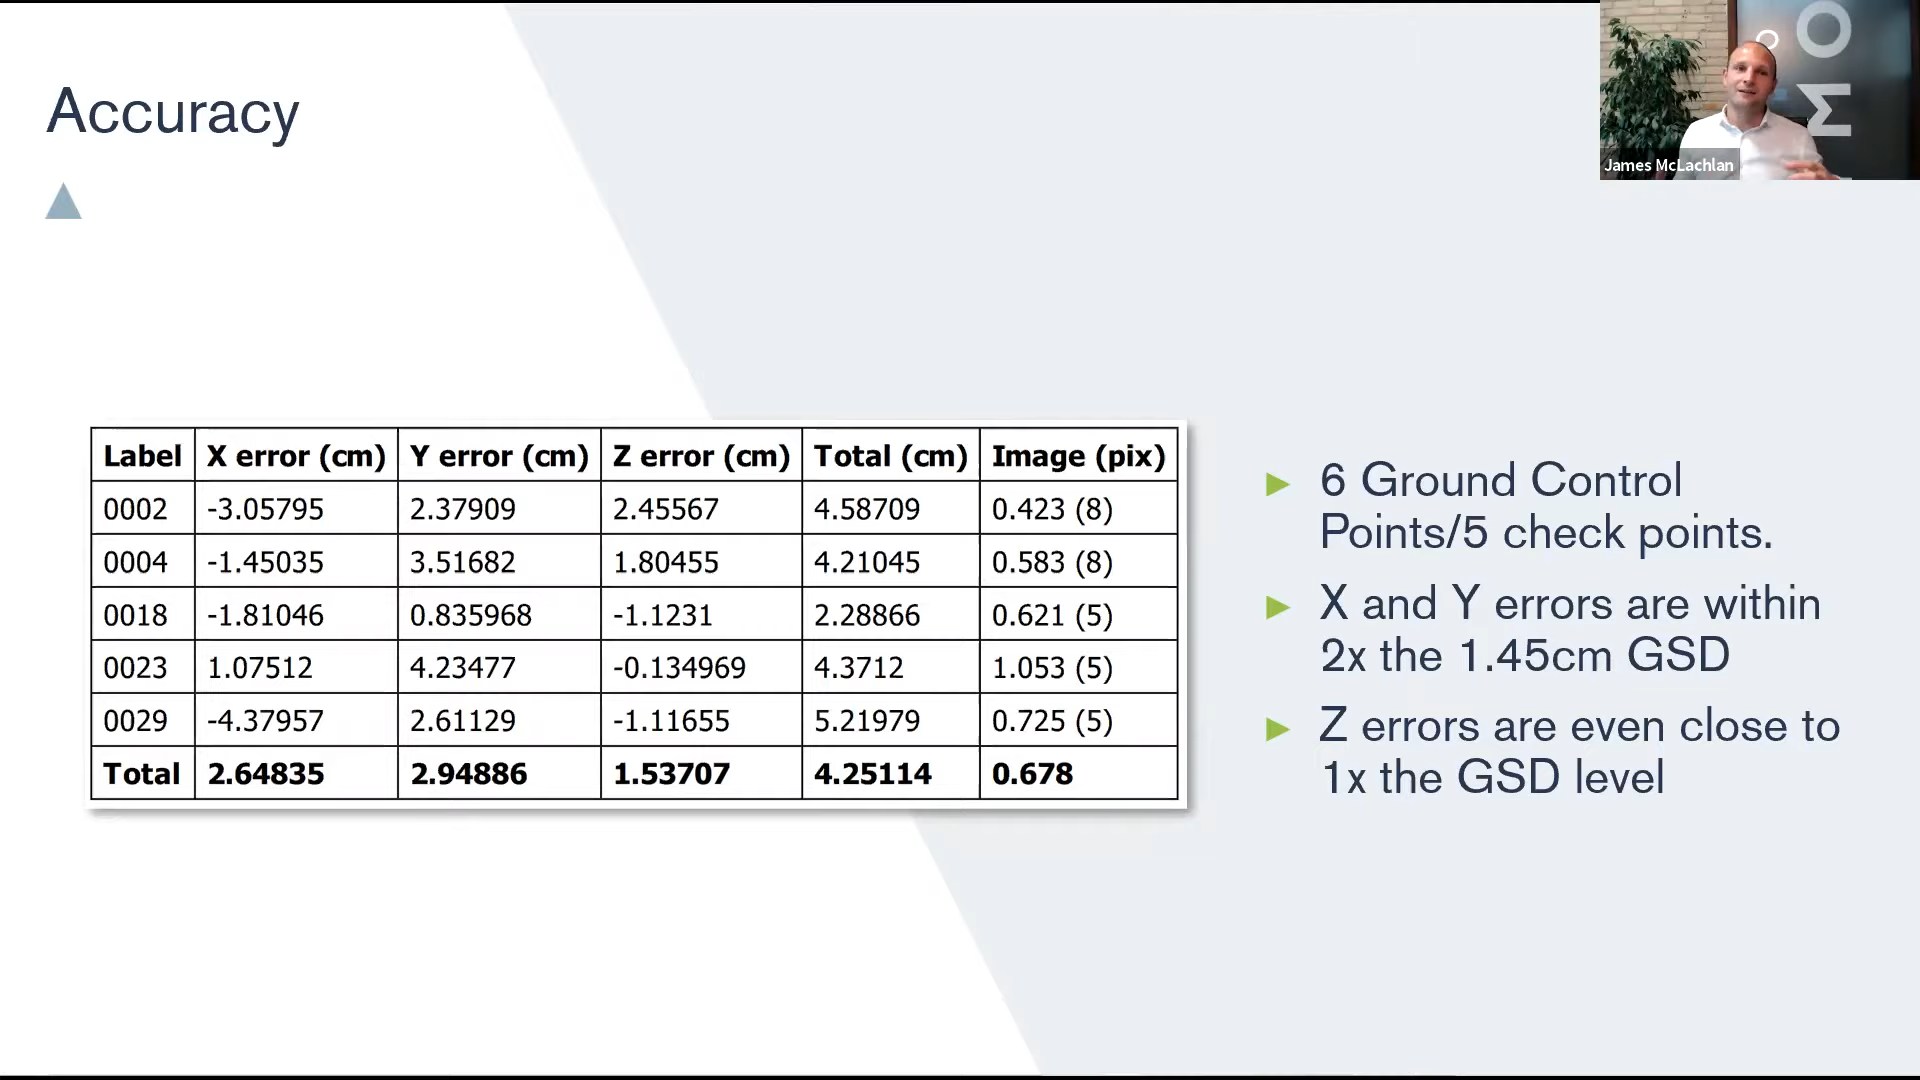 Accuracy
MO
James McLachlan
Label X error (cm) Y error (cm) Z error (cm) Total (cm) Image (pix)
0002 -3.05795 2.37909 2.45567 4.58709 0.423 (8)
0004 -1.45035 3.51682 1.80455 4.21045 0.583 (8)
0018 -1.81046 0.835968 -1.1231 2.28866 0.621 (5)
0023 1.07512 4.23477 -0.134969 4.3712 1.053 (5)
0029 -4.37957 2.61129 -1.11655 5.21979 0.725 (5)
Total 2.64835 2.94886 1.53707 4.25114 0.678
6 Ground Control
Points/5 check points.
X and Y errors are within
2x the 1.45cm GSD
Z errors are even close to
1x the GSD level